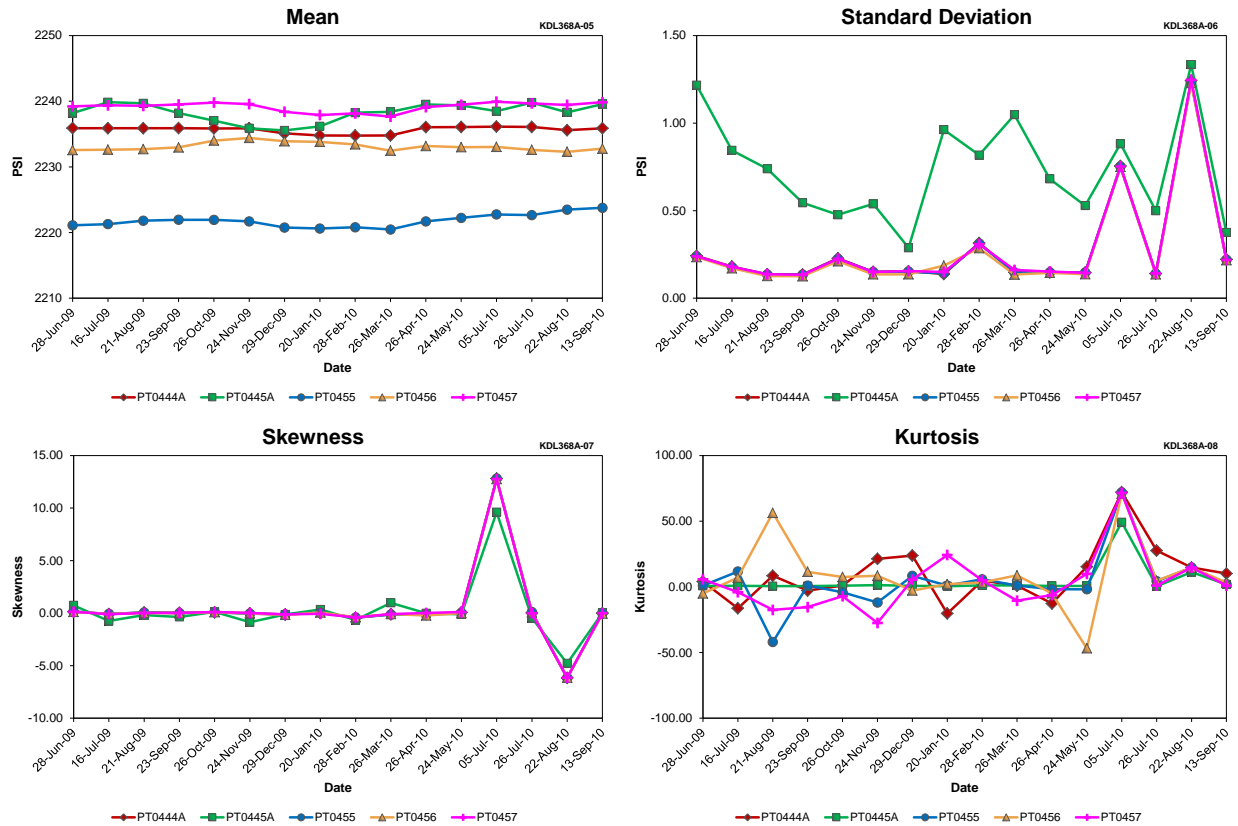 Mean
KDL368A-05
2250
2240
2230
2220
2210
PSI
28-Jun-09
16-Jul-09
21-Aug-09
23-Sep-09
26-Oct-09
24-Nov-09
29-Dec-09
20-Jan-10
28-Feb-10
26-Mar-10
26-Apr-10
24-May-10
05-Jul-10
26-Jul-10
22-Aug-10
13-Sep-10
Date
PT0444A PT0445A PT0455 PT0456 PT0457
Standard Deviation
KDL368A-06
1.50
1.00
0.50
0.00
PSI
28-Jun-09
16-Jul-09
21-Aug-09
23-Sep-09
26-Oct-09
24-Nov-09
29-Dec-09
20-Jan-10
28-Feb-10
26-Mar-10
26-Apr-10
24-May-10
05-Jul-10
26-Jul-10
22-Aug-10
13-Sep-10
Date
PT0444A PT0445A PT0455 PT0456 PT0457
Skewness
KDL368A-07
15.00
10.00
5.00
0.00
-5.00
-10.00
Skewness
28-Jun-09
16-Jul-09
21-Aug-09
23-Sep-09
26-Oct-09
24-Nov-09
29-Dec-09
20-Jan-10
28-Feb-10
26-Mar-10
26-Apr-10
24-May-10
05-Jul-10
26-Jul-10
22-Aug-10
13-Sep-10
Date
PT0444A PT0445A PT0455 PT0456 PT0457
Kurtosis
KDL368A-08
100.00
50.00
0.00
-50.00
-100.00
Kurtosis
28-Jun-09
16-Jul-09
21-Aug-09
23-Sep-09
26-Oct-09
24-Nov-09
29-Dec-09
20-Jan-10
28-Feb-10
26-Mar-10
26-Apr-10
24-May-10
05-Jul-10
26-Jul-10
22-Aug-10
13-Sep-10
Date
PT0444A PT0445A PT0455 PT0456 PT0457